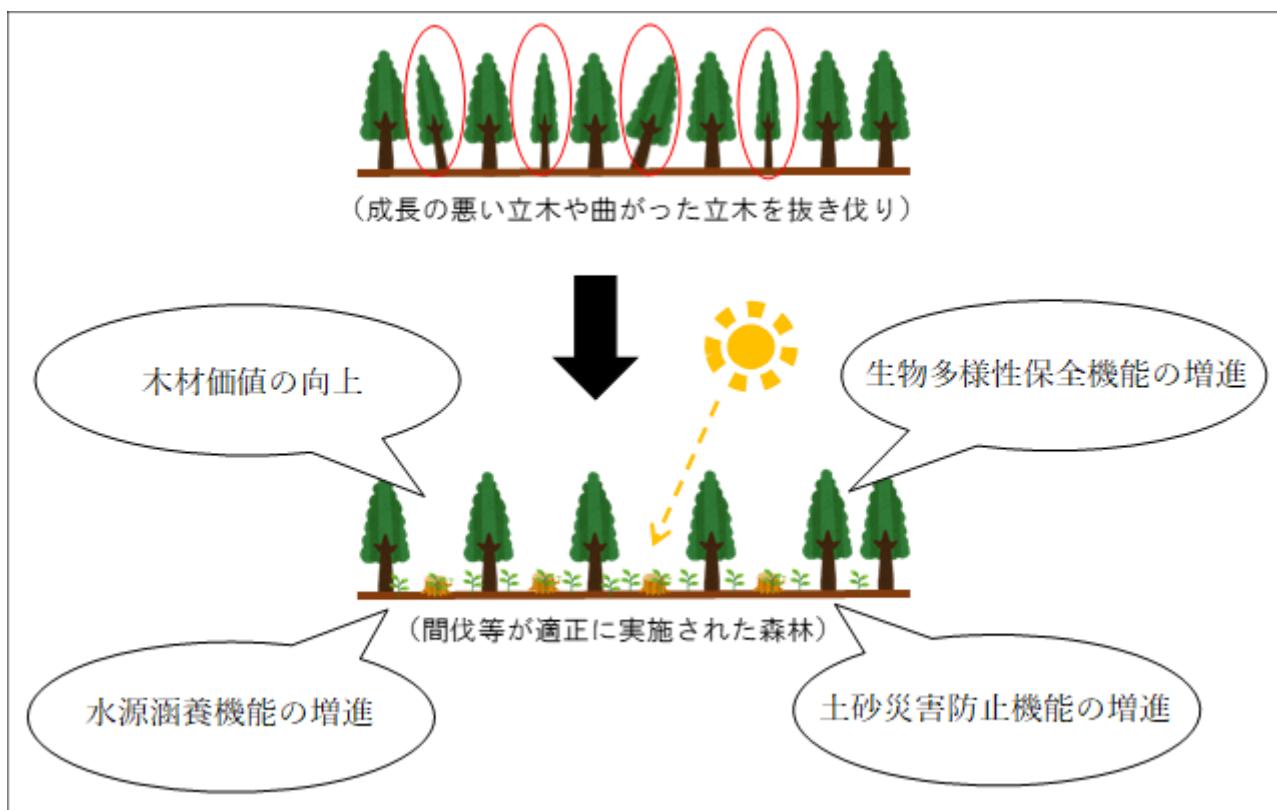 （成長の悪い立木や曲がった立木を抜き伐り）
木材価値の向上
生物多様性保全機能の増進
（間伐等が適正に実施された森林）
水源涵養機能の増進
土砂災害防止機能の増進